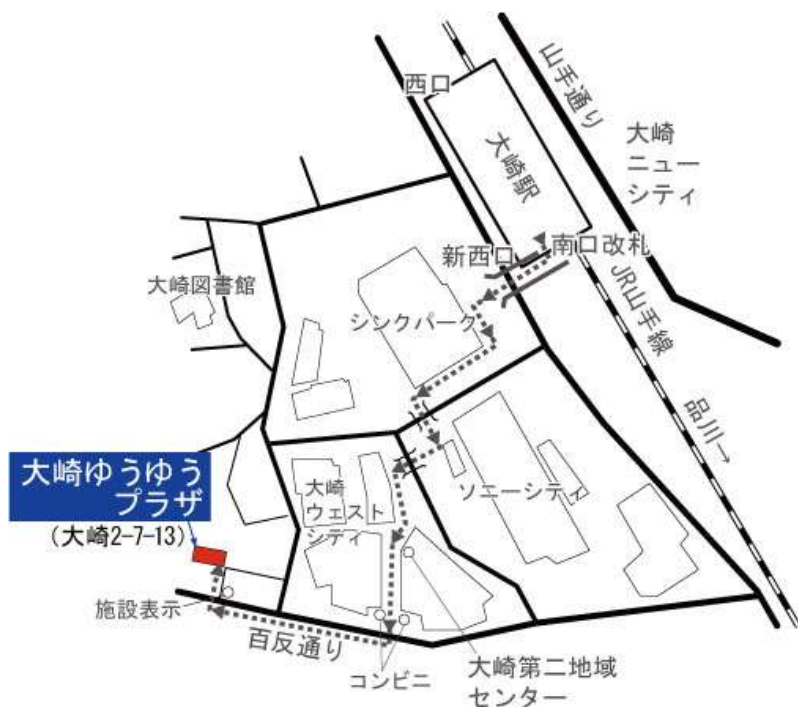 西口
山手通り
大崎
ニュー
シティ
大崎駅
新西口
南口改札
大崎図書館
JR山手線
シンクパーク
品川→
大崎ゆうゆう
プラザ
(大崎2-7-13)
大崎
ウェスト
シティ
ソニーシティ
施設表示
百反通り
コンビニ
大崎第二地域
センター